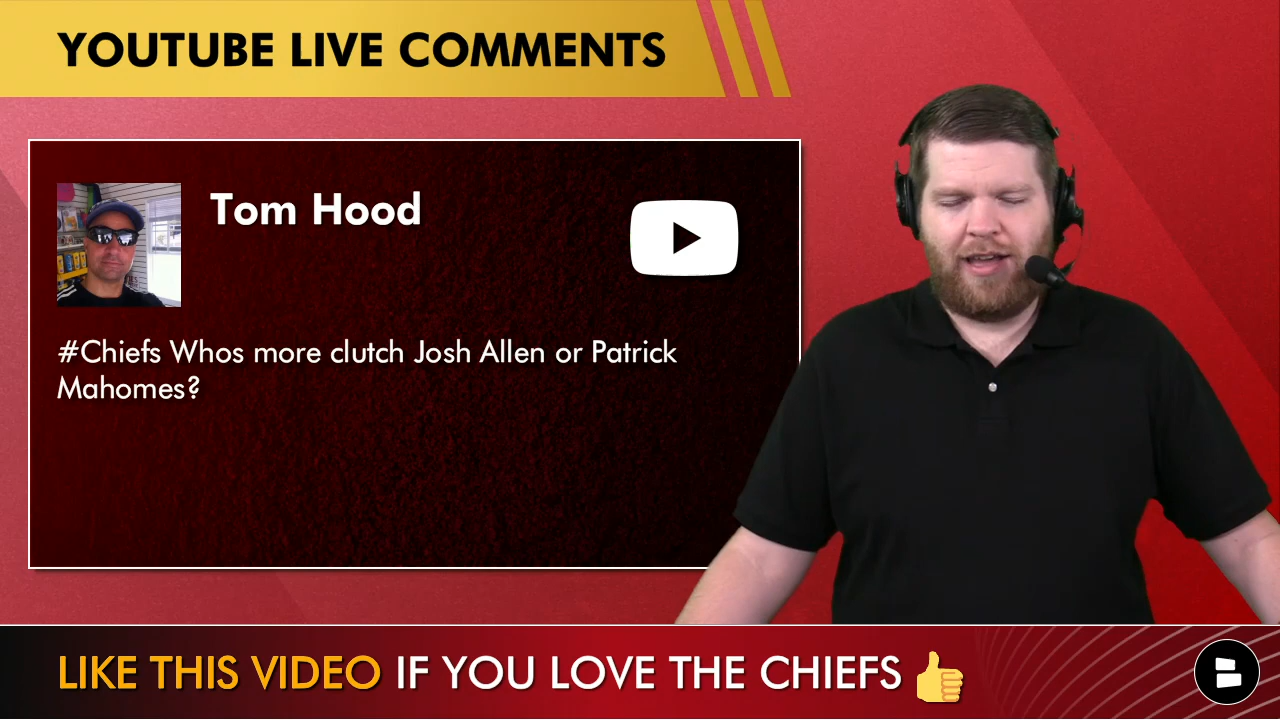 YOUTUBE LIVE COMMENTS
Tom Hood
#Chiefs Whos more clutch Josh Allen or Patrick
Mahomes?
LIKE THIS VIDEO IF YOU LOVE THE CHIEFS